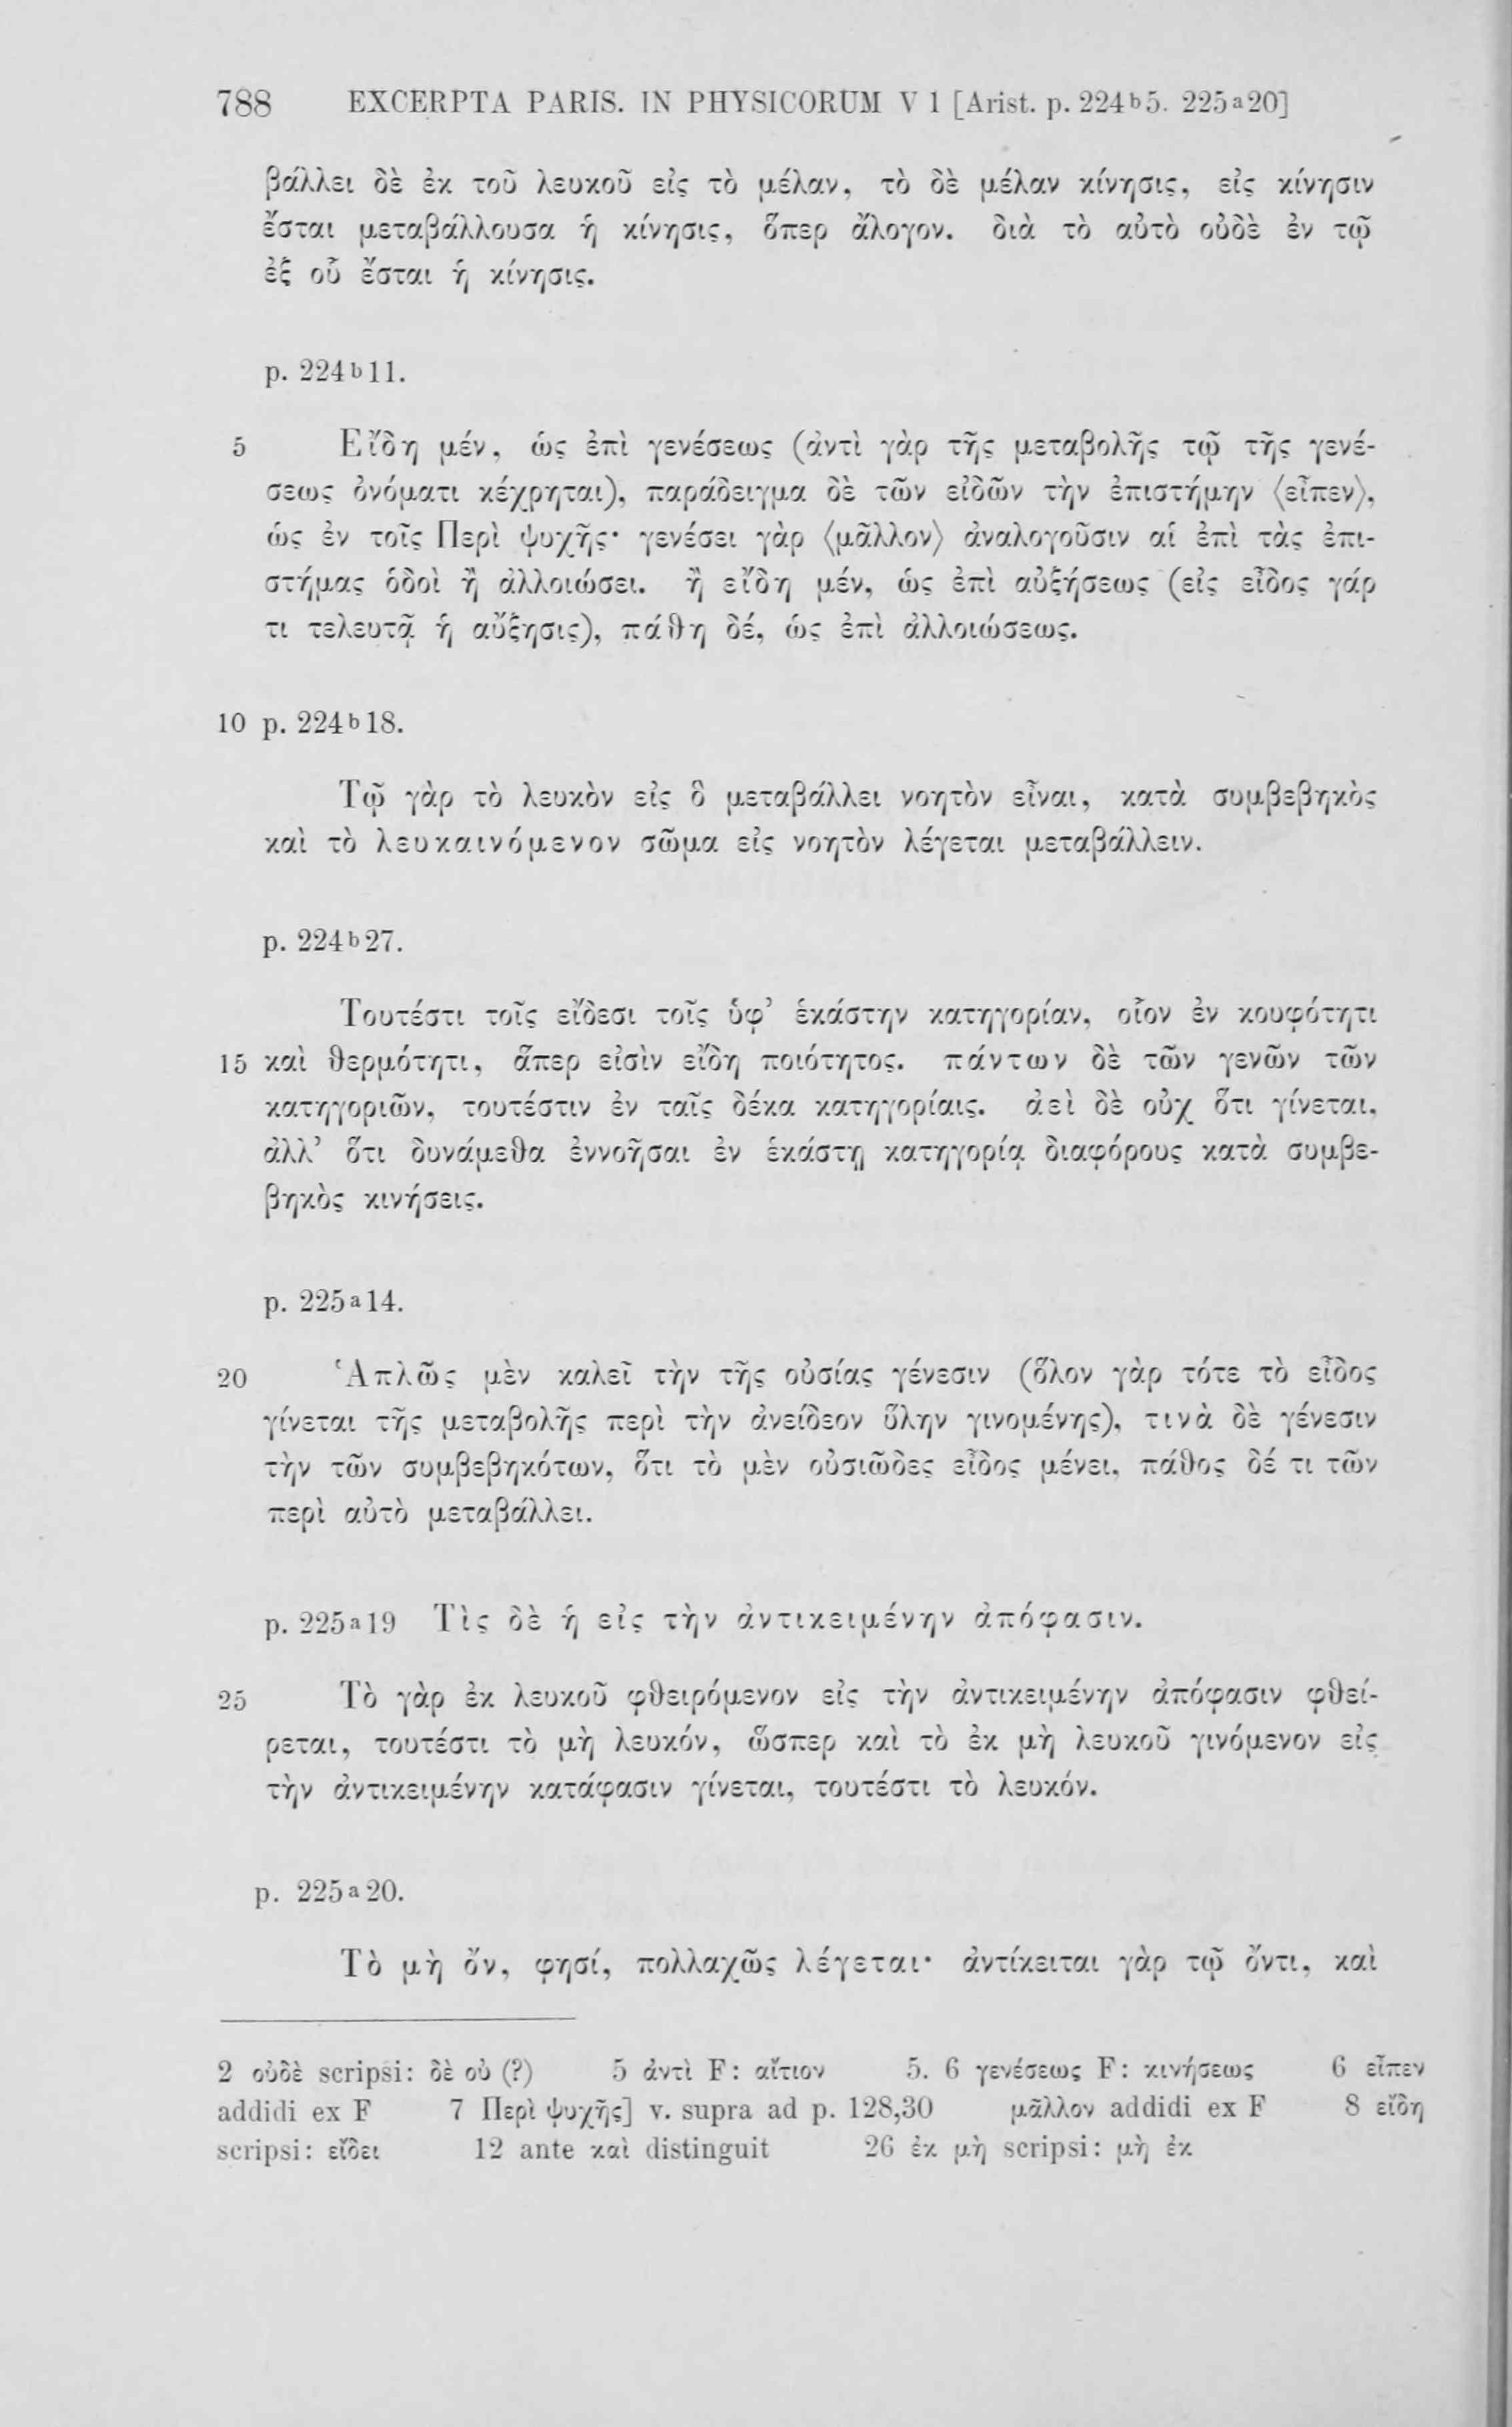 788 EXCERPTA PARIS. IN PHYSICORUM V 1 [Arist. p. 224ᵇ5. 225ᵃ20]
βάλλει δὲ ἐκ τοῦ λευκοῦ εἰς τὸ μέλαν, τὸ δὲ μέλαν κίνησις, εἰς κίνησιν
ἔσται μεταβάλλουσα ἡ κίνησις, ὅπερ ἄλογον. διὰ τὸ αὐτὸ οὐδὲ ἐν τῷ
ἐξ οὗ ἔσται ἡ κίνησις.
p. 224ᵇ11.
5 Εἴδη μέν, ὡς ἐπὶ γενέσεως (ἀντὶ γὰρ τῆς μεταβολῆς τῷ τῆς γενέ-
σεως ὀνόματι κέχρηται), παράδειγμα δὲ τῶν εἰδῶν τὴν ἐπιστήμην ⟨εἶπεν⟩,
ὡς ἐν τοῖς Περὶ ψυχῆς· γενέσει γὰρ ⟨μᾶλλον⟩ ἀναλογοῦσιν αἱ ἐπὶ τὰς ἐπι-
στήμας ὁδοὶ ἢ ἀλλοιώσει. ἢ εἴδη μέν, ὡς ἐπὶ αὐξήσεως (εἰς εἶδος γάρ
τι τελευτᾷ ἡ αὔξησις), πάθη δέ, ὡς ἐπὶ ἀλλοιώσεως.
10 p. 224ᵇ18.
Τῷ γὰρ τὸ λευκὸν εἰς ὃ μεταβάλλει νοητὸν εἶναι, κατὰ συμβεβηκὸς
καὶ τὸ λευκαινόμενον σῶμα εἰς νοητὸν λέγεται μεταβάλλειν.
p. 224ᵇ27.
Τουτέστι τοῖς εἴδεσι τοῖς ὑφ’ ἑκάστην κατηγορίαν, οἷον ἐν κουφότητι
15 καὶ θερμότητι, ἅπερ εἰσὶν εἴδη ποιότητος. πάντων δὲ τῶν γενῶν τῶν
κατηγοριῶν, τουτέστιν ἐν ταῖς δέκα κατηγορίαις. ἀεὶ δὲ οὐχ ὅτι γίνεται,
ἀλλ’ ὅτι δυνάμεθα ἐννοῆσαι ἐν ἑκάστῃ κατηγορίᾳ διαφόρους κατὰ συμβε-
βηκὸς κινήσεις.
p. 225ᵃ14.
20 Ἁπλῶς μὲν καλεῖ τὴν τῆς οὐσίας γένεσιν (ὅλον γὰρ τότε τὸ εἶδος
γίνεται τῆς μεταβολῆς περὶ τὴν ἀνείδεον ὕλην γινομένης), τινὰ δὲ γένεσιν
τὴν τῶν συμβεβηκότων, ὅτι τὸ μὲν οὐσιῶδες εἶδος μένει, πάθος δέ τι τῶν
περὶ αὐτὸ μεταβάλλει.
p. 225ᵃ19 Τὶς δὲ ἡ εἰς τὴν ἀντικειμένην ἀπόφασιν.
25 Τὸ γὰρ ἐκ λευκοῦ φθειρόμενον εἰς τὴν ἀντικειμένην ἀπόφασιν φθεί-
ρεται, τουτέστι τὸ μὴ λευκόν, ὥσπερ καὶ τὸ ἐκ μὴ λευκοῦ γινόμενον εἰς
τὴν ἀντικειμένην κατάφασιν γίνεται, τουτέστι τὸ λευκόν.
p. 225ᵃ20.
Τὸ μὴ ὄν, φησί, πολλαχῶς λέγεται· ἀντίκειται γὰρ τῷ ὄντι, καὶ
2 οὐδὲ scripsi: δὲ οὐ (?) 5 ἀντὶ F: αἴτιον 5. 6 γενέσεως F: κινήσεως 6 εἶπεν
addidi ex F 7 Περὶ ψυχῆς] v. supra ad p. 128,30 μᾶλλον addidi ex F 8 εἴδη
scripsi: εἴδει 12 ante καὶ distinguit 26 ἐκ μὴ scripsi: μὴ ἐκ